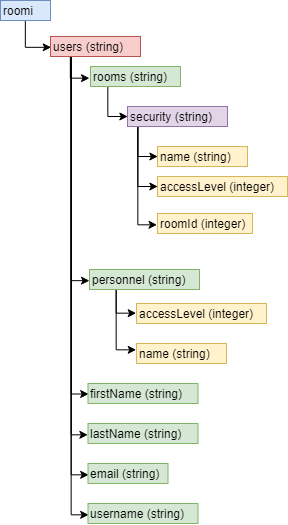 roomi
users (string)
rooms (string)
security (string)
name (string)
accessLevel (integer)
roomId (integer)
personnel (string)
accessLevel (integer)
name (string)
firstName (string)
lastName (string)
email (string)
username (string)